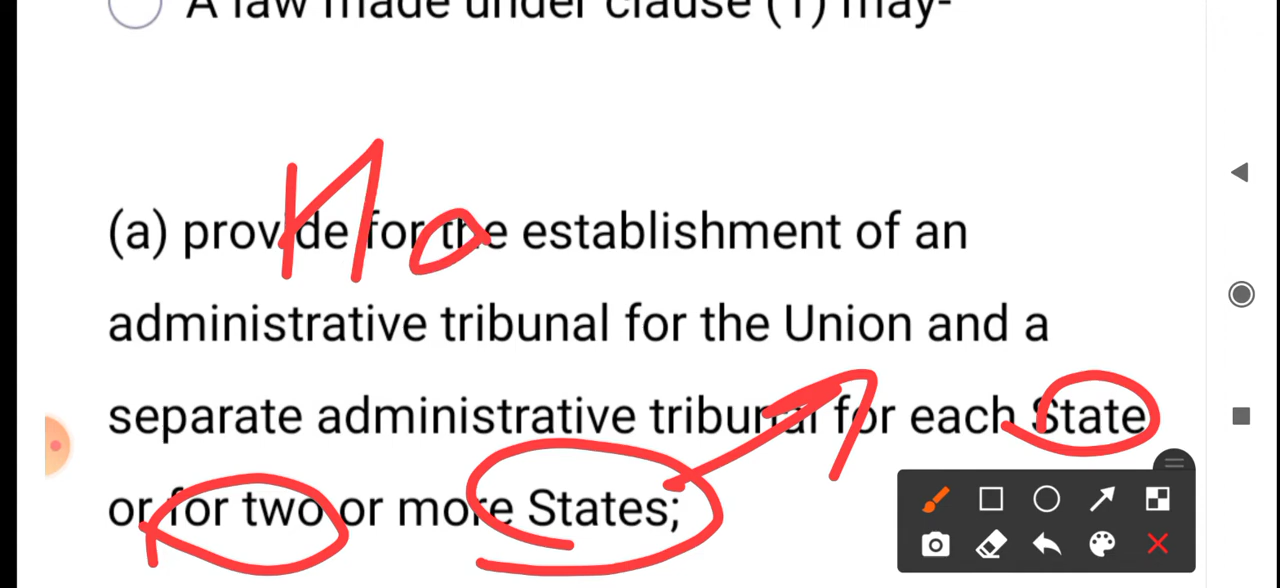 A law made under clause (1) may-
No
(a) provide for the establishment of an
administrative tribunal for the Union and a
separate administrative tribunal for each State
or for two or more States;